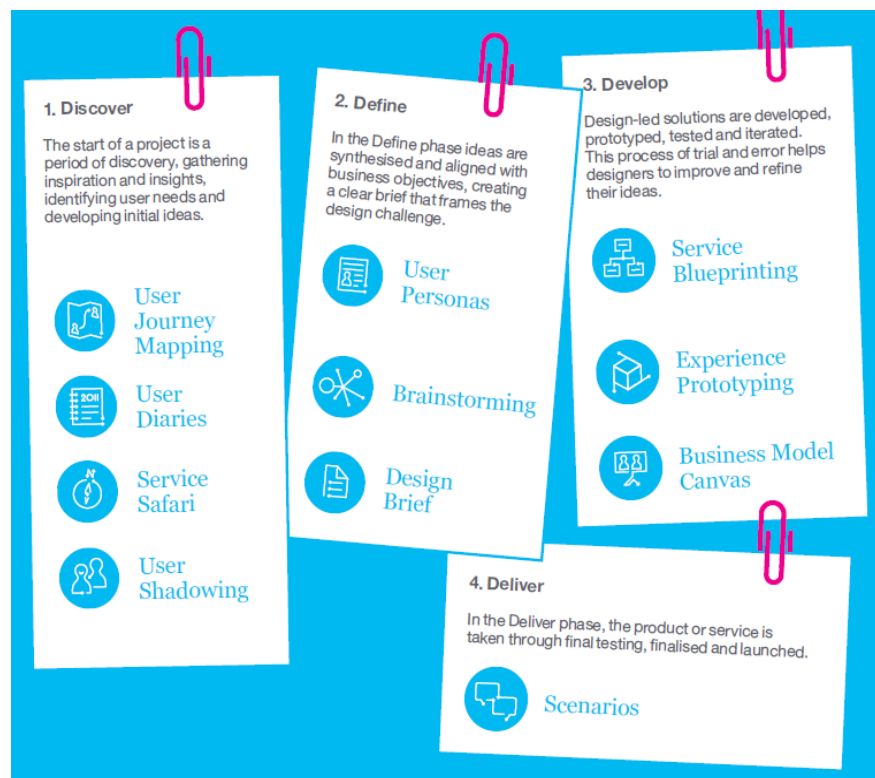 1. Discover
The start of a project is a
period of discovery, gathering
inspiration and insights,
identifying user needs and
developing initial ideas.
User
Journey
Mapping
2011
User
Diaries
N
Service
Safari
User
Shadowing
2. Define
In the Define phase ideas are
synthesised and aligned with
business objectives, creating
a clear brief that frames the
design challenge.
User
Personas
Brainstorming
Design
Brief
3. Develop
Design-led solutions are developed,
prototyped, tested and iterated.
This process of trial and error helps
designers to improve and refine
their ideas.
Service
Blueprinting
Experience
Prototyping
Business Model
Canvas
4. Deliver
In the Deliver phase, the product or service is
taken through final testing, finalised and launched.
Scenarios